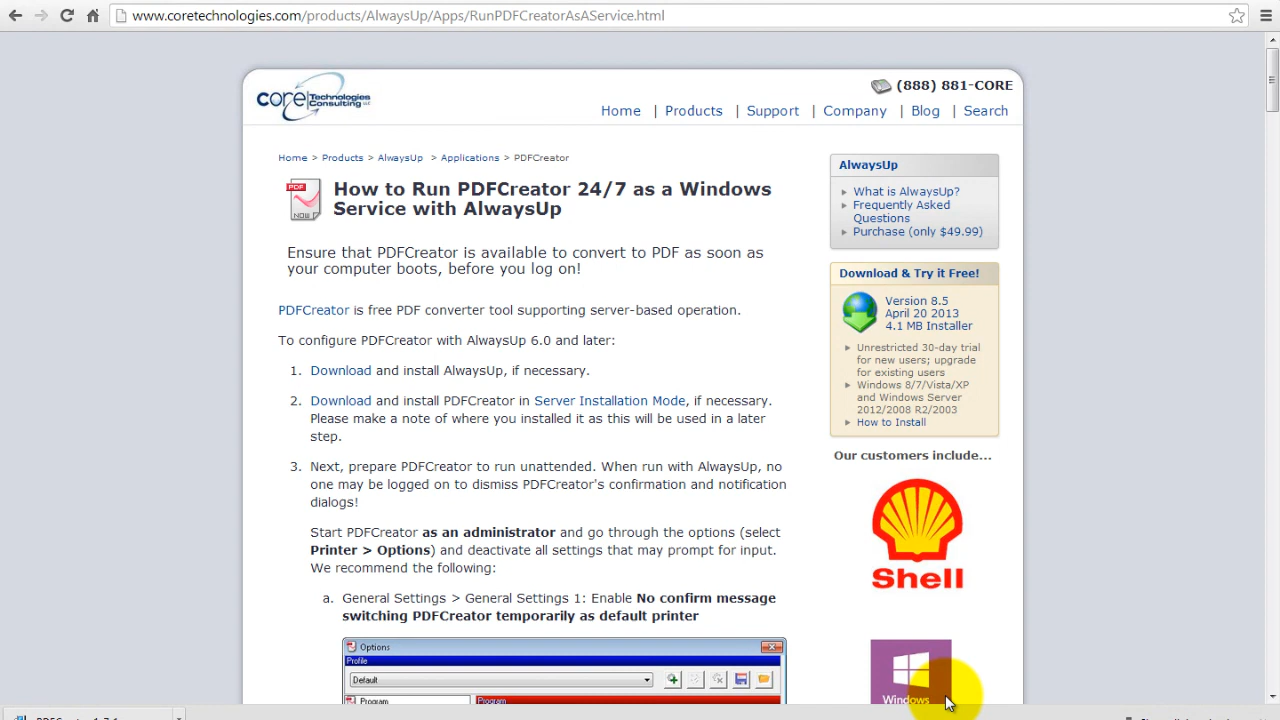 www.coretechnologies.com/products/AlwaysUp/Apps/RunPDFCreatorAsAService.html
core Technologies Consulting LLC
(888) 881-CORE
Home | Products | Support | Company | Blog | Search
Home > Products > AlwaysUp > Applications > PDFCreator
PDF
NOW
How to Run PDFCreator 24/7 as a Windows
Service with AlwaysUp
Ensure that PDFCreator is available to convert to PDF as soon as
your computer boots, before you log on!
PDFCreator is free PDF converter tool supporting server-based operation.
To configure PDFCreator with AlwaysUp 6.0 and later:
1. Download and install AlwaysUp, if necessary.
2. Download and install PDFCreator in Server Installation Mode, if necessary.
Please make a note of where you installed it as this will be used in a later
step.
3. Next, prepare PDFCreator to run unattended. When run with AlwaysUp, no
one may be logged on to dismiss PDFCreator's confirmation and notification
dialogs!
Start PDFCreator as an administrator and go through the options (select
Printer > Options) and deactivate all settings that may prompt for input.
We recommend the following:
a. General Settings > General Settings 1: Enable No confirm message
switching PDFCreator temporarily as default printer
Options
Profile
Default
Program
Program
AlwaysUp
What is AlwaysUp?
Frequently Asked
Questions
Purchase (only $49.99)
Download & Try it Free!
Version 8.5
April 20 2013
4.1 MB Installer
Unrestricted 30-day trial
for new users; upgrade
for existing users
Windows 8/7/Vista/XP
and Windows Server
2012/2008 R2/2003
How to Install
Our customers include...
Shell
Windows